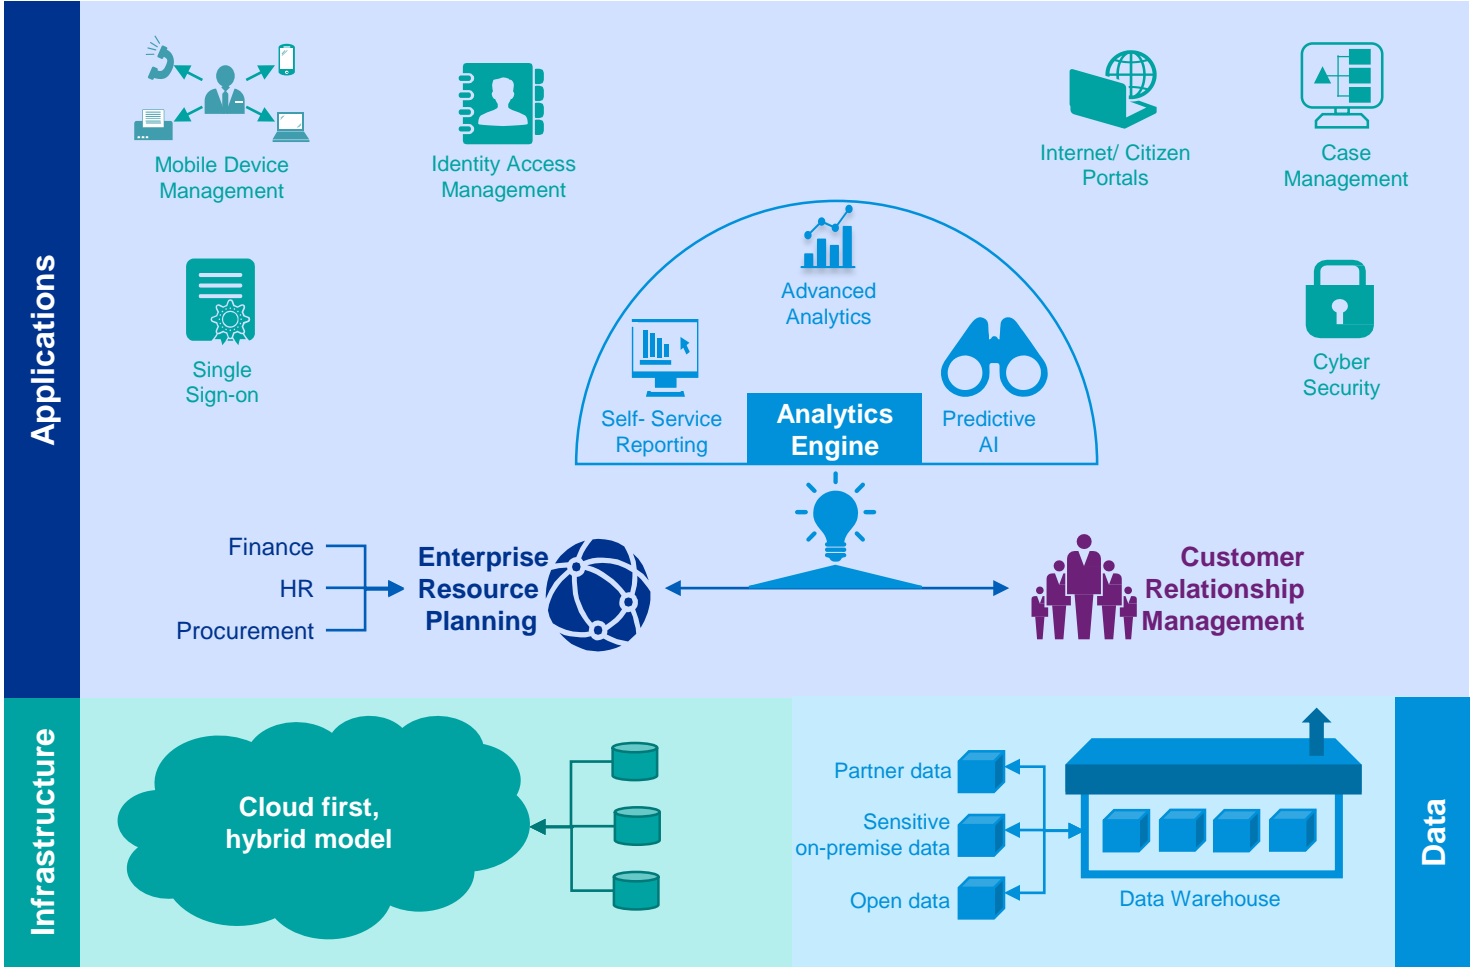 Applications
Mobile Device
Management
Identity Access
Management
Internet/ Citizen
Portals
Case
Management
Single
Sign-on
Advanced
Analytics
Self- Service
Reporting
Analytics
Engine
Predictive
AI
Cyber
Security
Finance
HR
Procurement
Enterprise
Resource
Planning
Customer
Relationship
Management
Infrastructure
Cloud first,
hybrid model
Partner data
Sensitive
on-premise data
Open data
Data Warehouse
Data